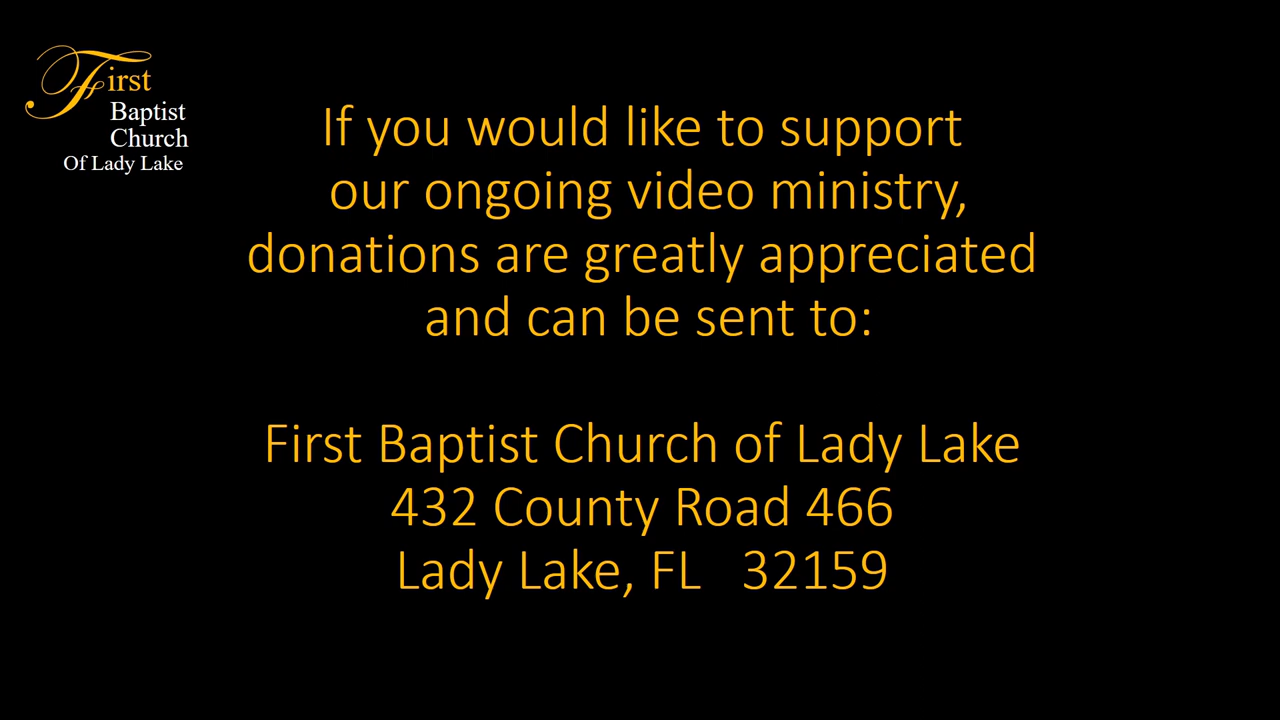 First
Baptist
Church
Of Lady Lake
If you would like to support
our ongoing video ministry,
donations are greatly appreciated
and can be sent to:
First Baptist Church of Lady Lake
432 County Road 466
Lady Lake, FL   32159